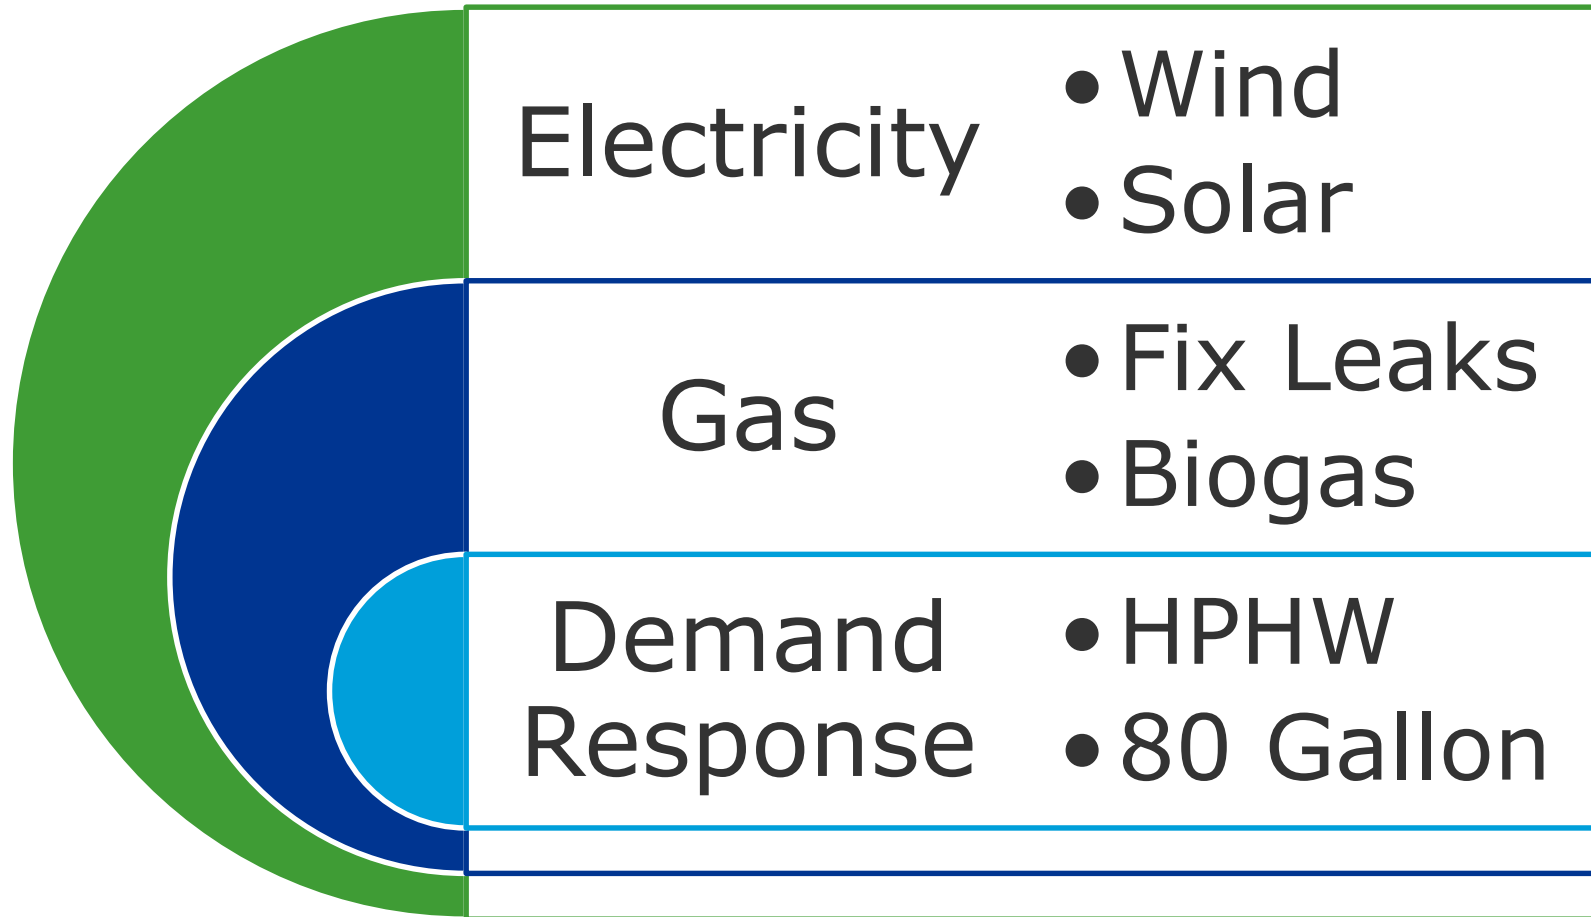 Electricity
• Wind
• Solar
Gas
• Fix Leaks
• Biogas
Demand
Response
• HPHW
• 80 Gallon